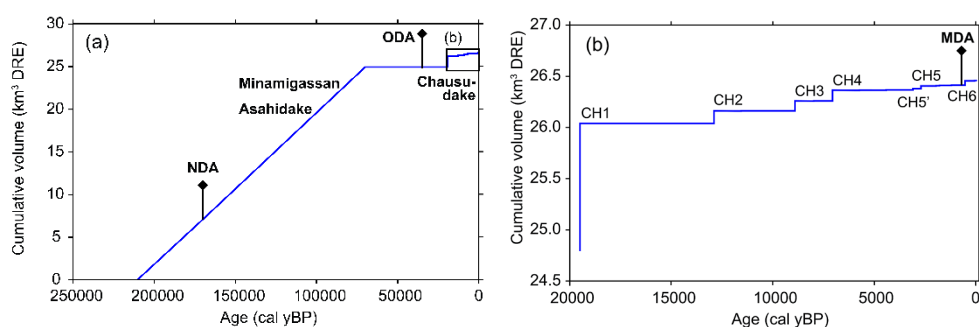 (a)
ODA
(b)
Minamigassan
Asahidake
Chausu-
dake
NDA
Cumulative volume (km³ DRE)
30
25
20
15
10
5
0
250000 200000 150000 100000 50000 0
Age (cal yBP)
(b)
MDA
CH1
CH2
CH3
CH4
CH5
CH5'
CH6
Cumulative volume (km³ DRE)
27.0
26.5
26.0
25.5
25.0
24.5
20000 15000 10000 5000 0
Age (cal yBP)